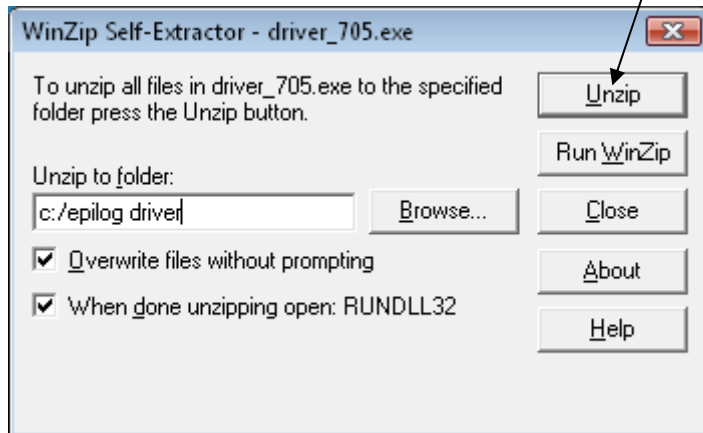 WinZip Self-Extractor - driver_705.exe
To unzip all files in driver_705.exe to the specified
folder press the Unzip button.
Unzip
Run WinZip
Unzip to folder:
c:/epilog driver
Browse...
Close
Overwrite files without prompting
About
When done unzipping open: RUNDLL32
Help